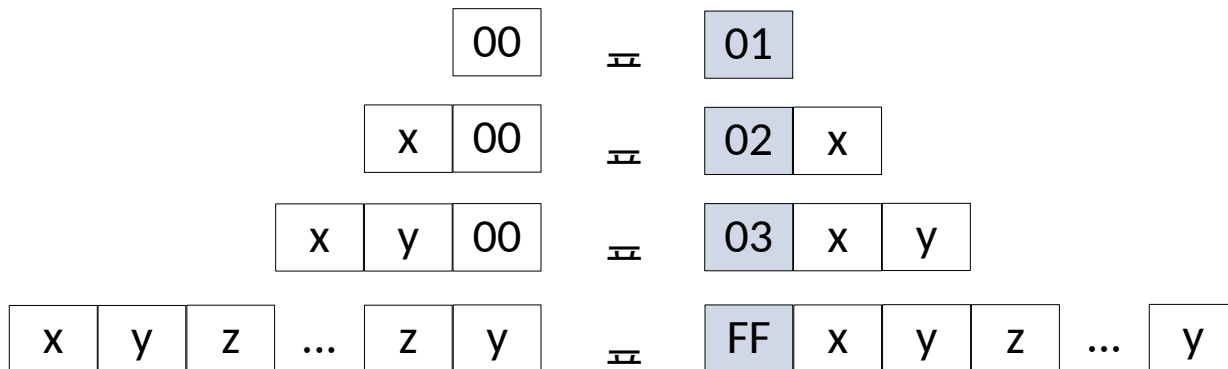 00 = 01
x 00 = 02 x
x y 00 = 03 x y
x y z ... z y = FF x y z ... y